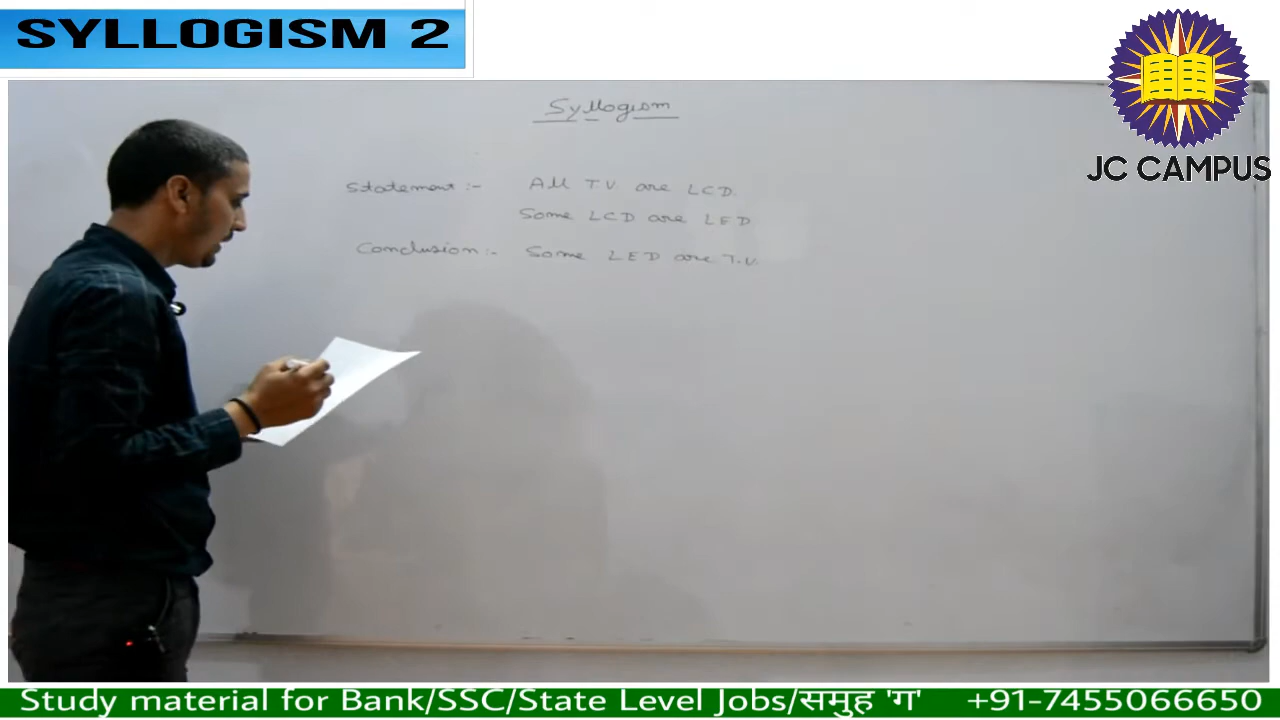 SYLLOGISM 2
JC CAMPUS
Syllogism
Statement :- All T.V. are LCD.
Some LCD are LED
Conclusion :- Some LED are T.V.
Study material for Bank/SSC/State Level Jobs/समुह 'ग' +91-7455066650